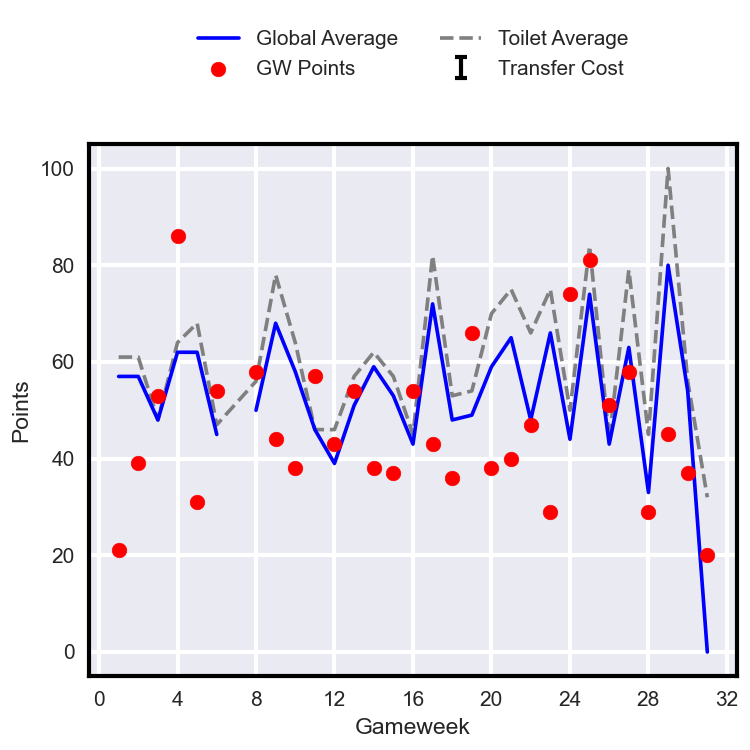 Global Average
Toilet Average
GW Points
Transfer Cost
100
80
60
40
20
0
Points
0 4 8 12 16 20 24 28 32
Gameweek